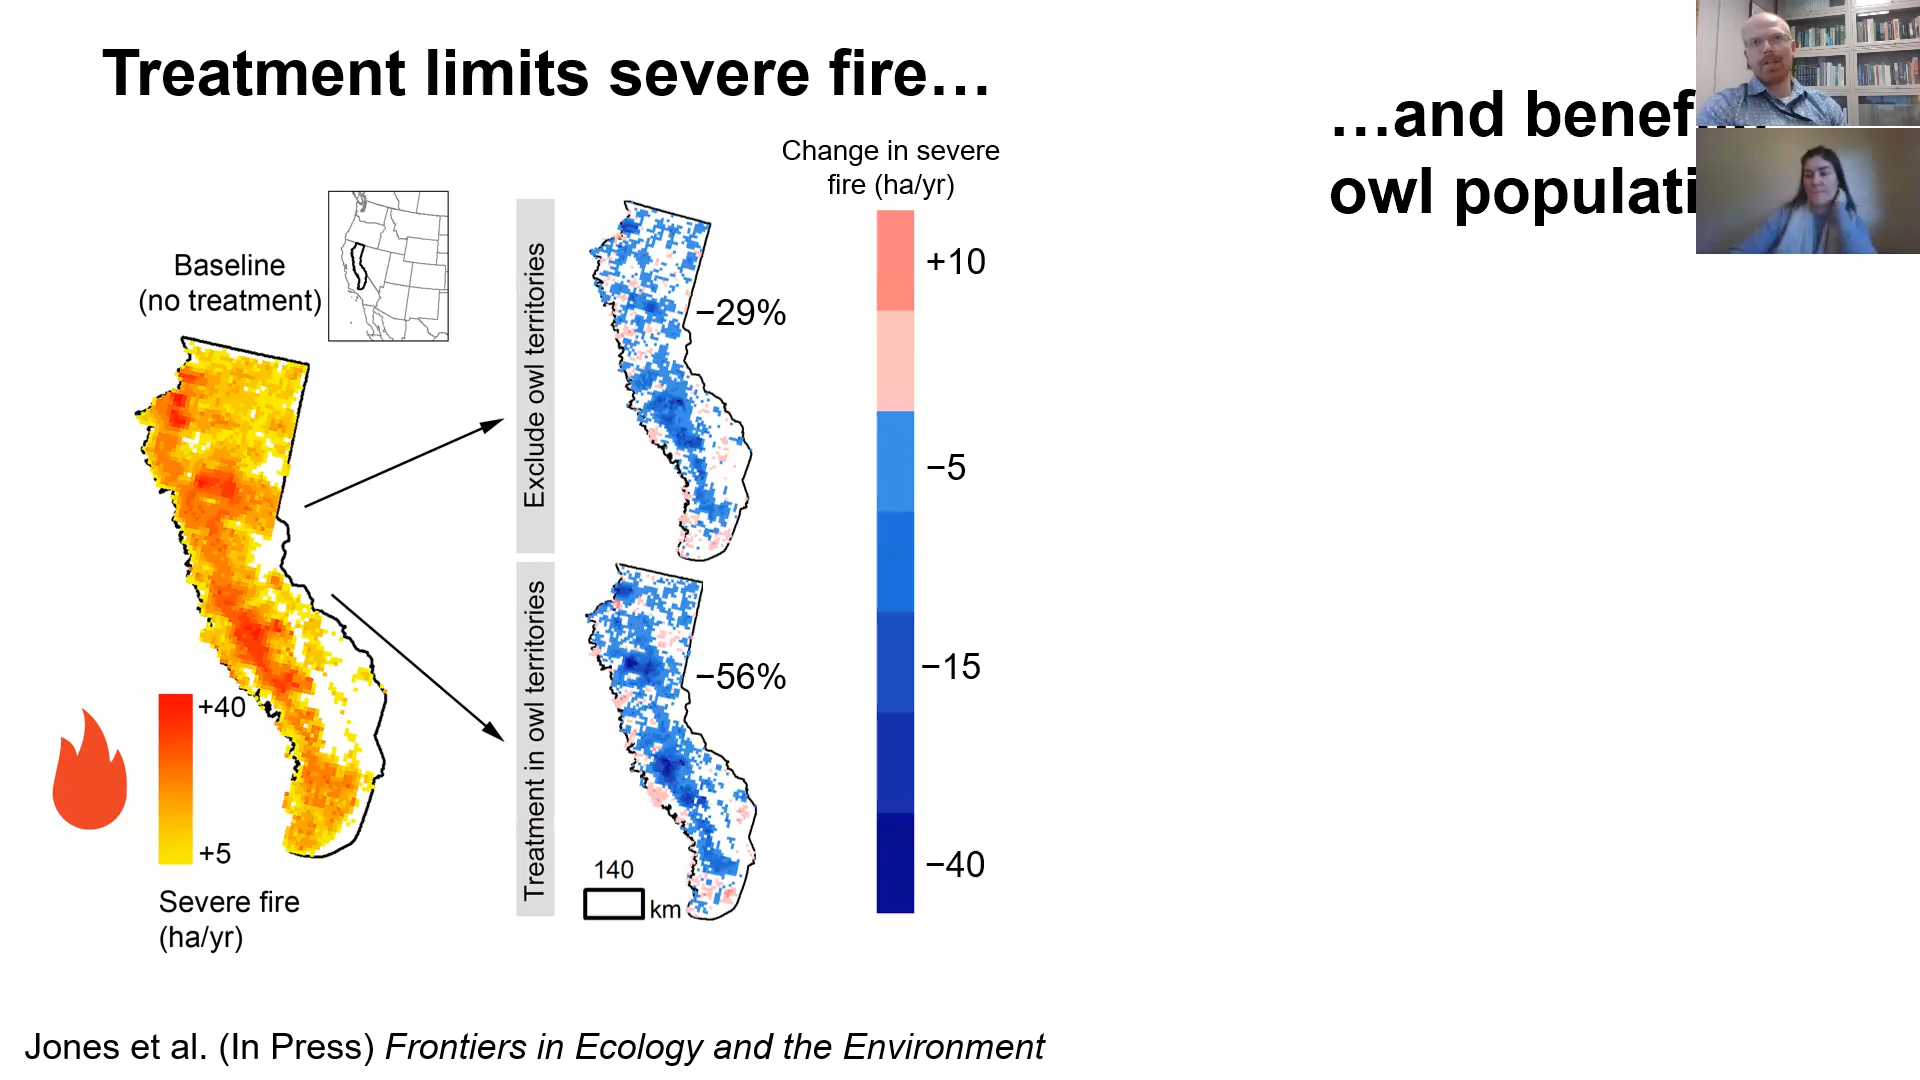 Treatment limits severe fire…
…and
owl
Change in severe
fire (ha/yr)
Baseline
(no treatment)
Exclude owl territories
−29%
+10
−5
−15
−40
Treatment in owl territories
−56%
+40
+5
Severe fire
(ha/yr)
140
km
Jones et al. (In Press) Frontiers in Ecology and the Environment